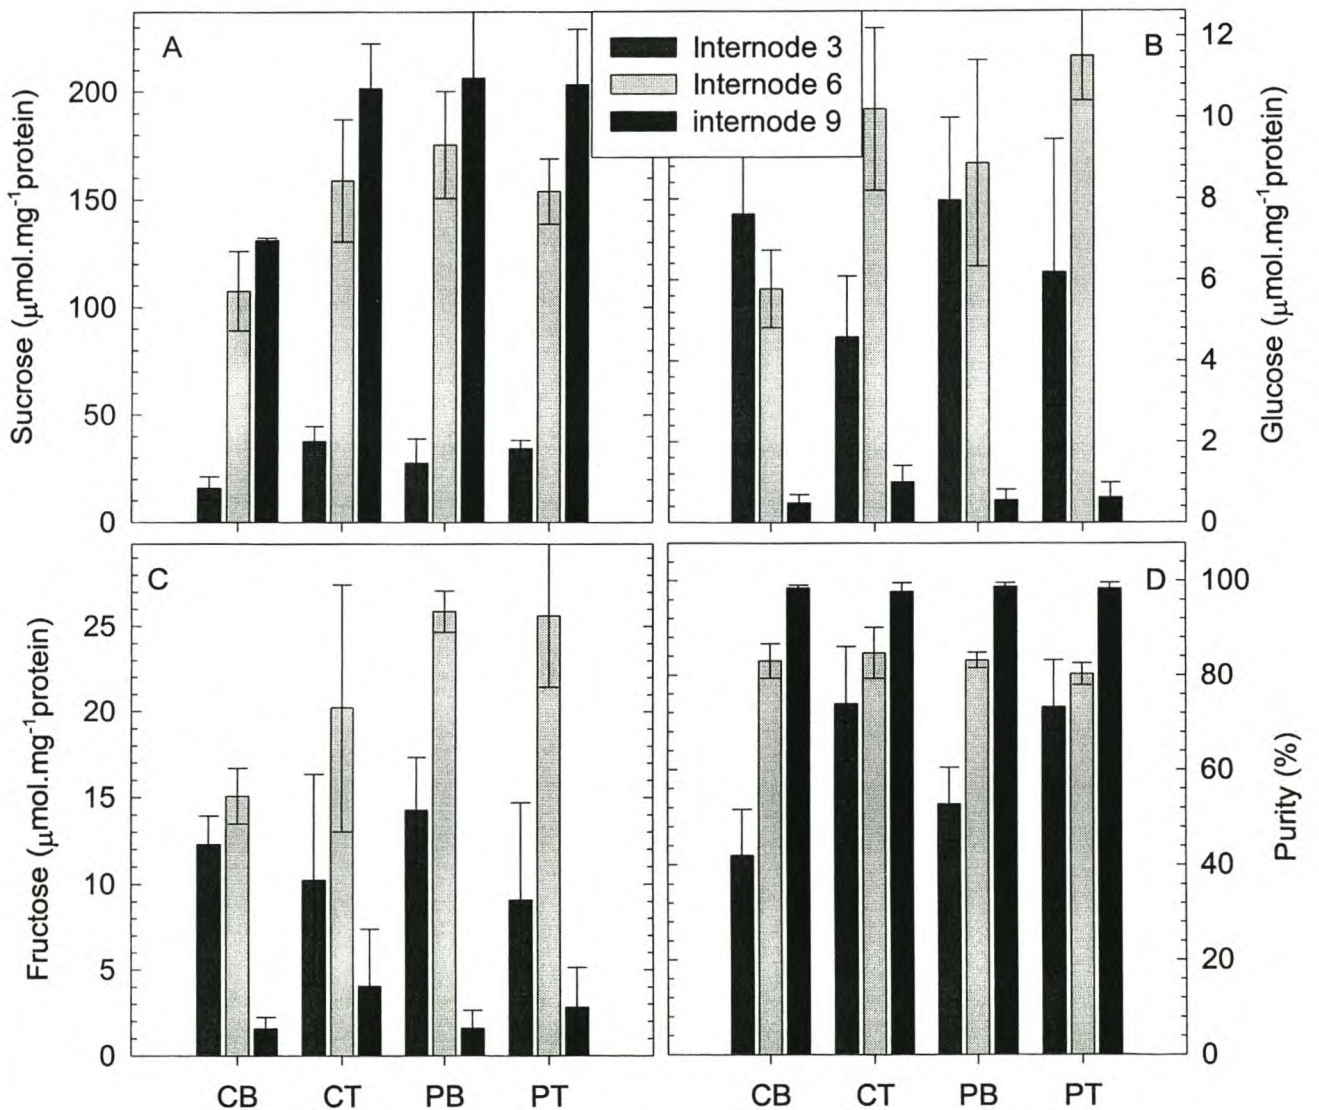 A
Internode 3
Internode 6
internode 9
B
Sucrose (μmol.mg⁻¹protein)
200
150
100
50
0
12
10
8
6
4
2
0
Glucose (μmol.mg⁻¹protein)
C
D
Fructose (μmol.mg⁻¹protein)
25
20
15
10
5
0
100
80
60
40
20
0
Purity (%)
CB CT PB PT
CB CT PB PT